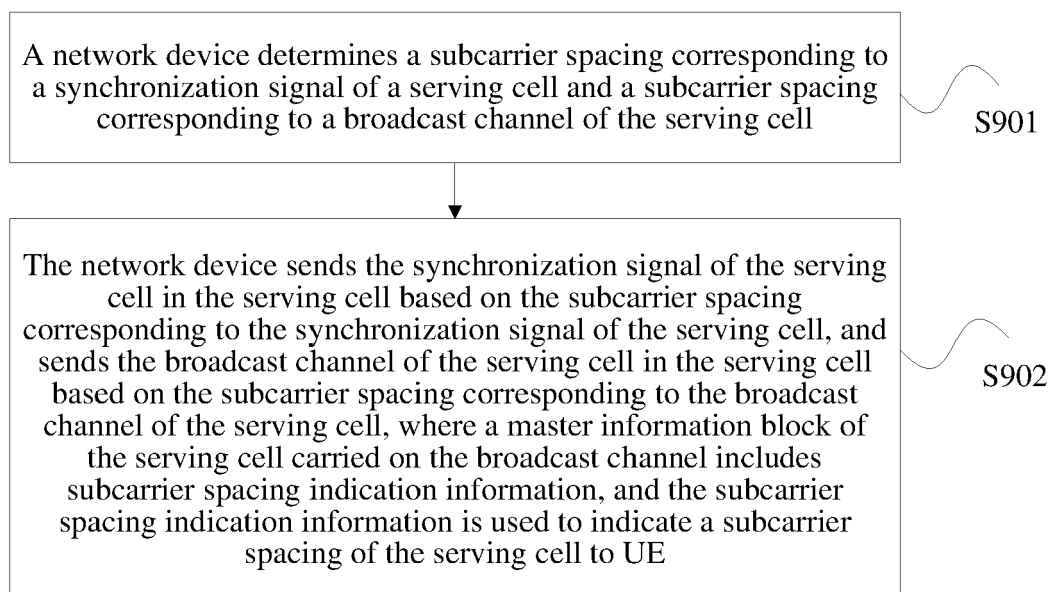 A network device determines a subcarrier spacing corresponding to
a synchronization signal of a serving cell and a subcarrier spacing
corresponding to a broadcast channel of the serving cell
S901
The network device sends the synchronization signal of the serving
cell in the serving cell based on the subcarrier spacing
corresponding to the synchronization signal of the serving cell, and
sends the broadcast channel of the serving cell in the serving cell
based on the subcarrier spacing corresponding to the broadcast
channel of the serving cell, where a master information block of
the serving cell carried on the broadcast channel includes
subcarrier spacing indication information, and the subcarrier
spacing indication information is used to indicate a subcarrier
spacing of the serving cell to UE
S902